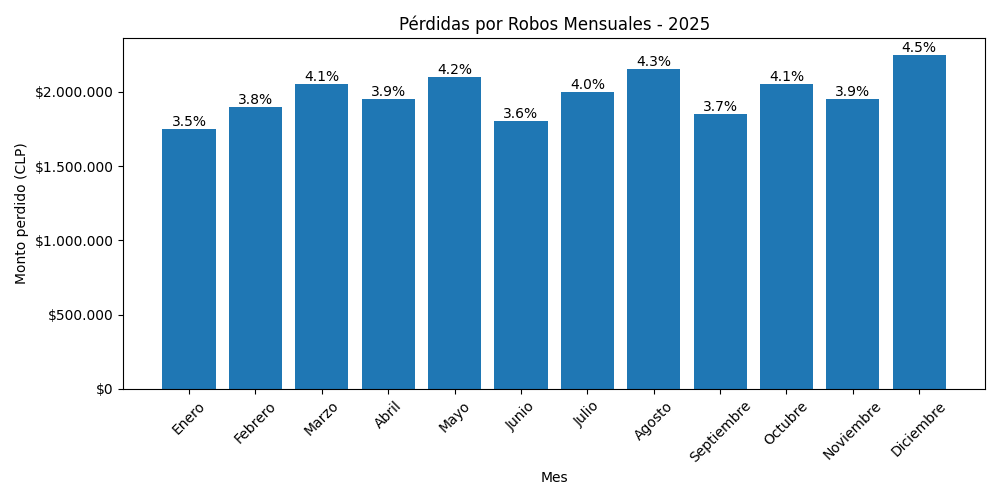 Pérdidas por Robos Mensuales - 2025
Monto perdido (CLP)
$2.000.000
$1.500.000
$1.000.000
$500.000
$0
3.5%
3.8%
4.1%
3.9%
4.2%
3.6%
4.0%
4.3%
3.7%
4.1%
3.9%
4.5%
Enero
Febrero
Marzo
Abril
Mayo
Junio
Julio
Agosto
Septiembre
Octubre
Noviembre
Diciembre
Mes